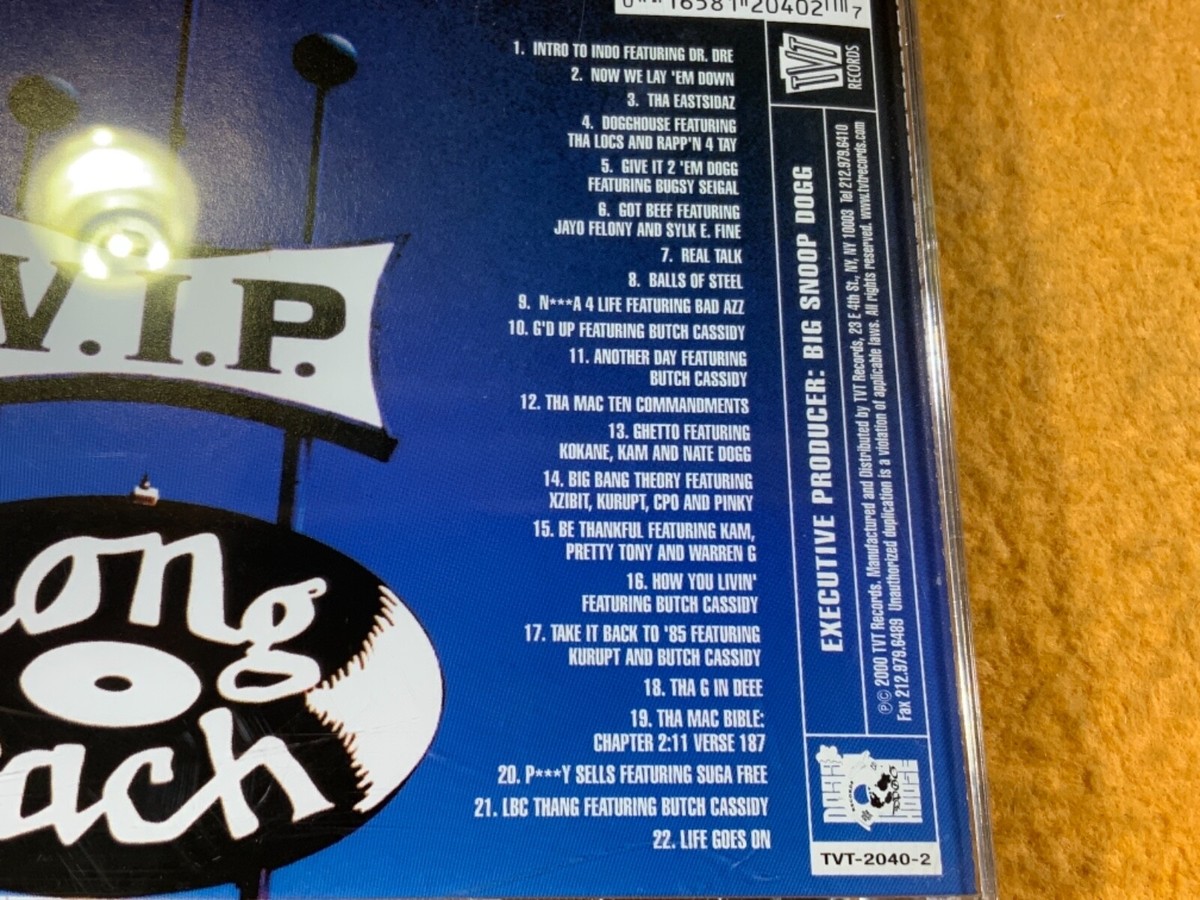 0 16581 20402 7
1. INTRO TO INDO FEATURING DR. DRE
2. NOW WE LAY 'EM DOWN
3. THA EASTSIDAZ
4. DOGGHOUSE FEATURING
THA LOCS AND RAPP'N 4 TAY
5. GIVE IT 2 'EM DOGG
FEATURING BUGSY SEIGAL
6. GOT BEEF FEATURING
JAYO FELONY AND SYLK E. FINE
7. REAL TALK
8. BALLS OF STEEL
9. N***A 4 LIFE FEATURING BAD AZZ
10. G'D UP FEATURING BUTCH CASSIDY
11. ANOTHER DAY FEATURING
BUTCH CASSIDY
12. THA MAC TEN COMMANDMENTS
13. GHETTO FEATURING
KOKANE, KAM AND NATE DOGG
14. BIG BANG THEORY FEATURING
XZIBIT, KURUPT, CPO AND PINKY
15. BE THANKFUL FEATURING KAM,
PRETTY TONY AND WARREN G
16. HOW YOU LIVIN'
FEATURING BUTCH CASSIDY
17. TAKE IT BACK TO '85 FEATURING
KURUPT AND BUTCH CASSIDY
18. THA G IN DEEE
19. THA MAC BIBLE:
CHAPTER 2:11 VERSE 187
20. P***Y SELLS FEATURING SUGA FREE
21. LBC THANG FEATURING BUTCH CASSIDY
22. LIFE GOES ON
V.I.P.
ong
ach
TVT
RECORDS
EXECUTIVE PRODUCER: BIG SNOOP DOGG
℗© 2000 TVT Records. Manufactured and Distributed by TVT Records, 23 E 4th St., NY, NY 10003 Tel 212.979.6410
Fax 212.979.6489 Unauthorized duplication is a violation of applicable laws. All rights reserved. www.tvtrecords.com
TVT-2040-2